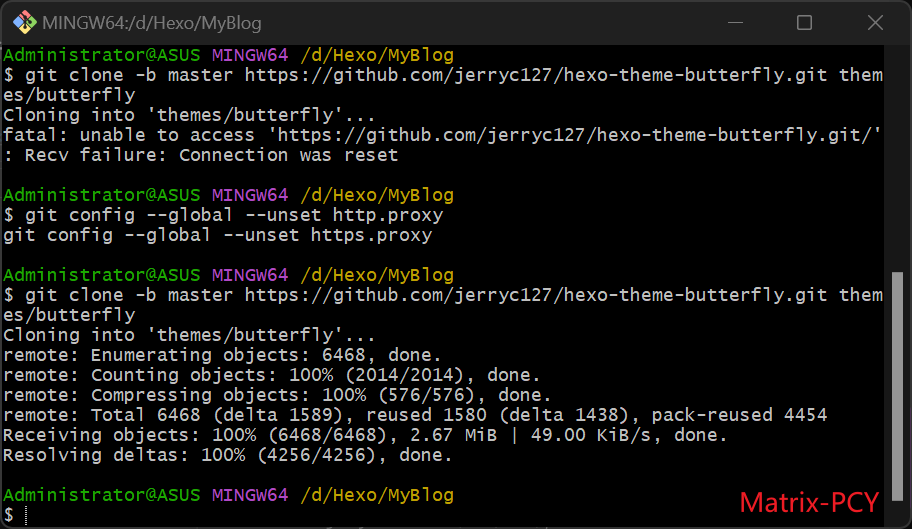 MINGW64:/d/Hexo/MyBlog
Administrator@ASUS MINGW64 /d/Hexo/MyBlog
$ git clone -b master https://github.com/jerryc127/hexo-theme-butterfly.git them
es/butterfly
Cloning into 'themes/butterfly'...
fatal: unable to access 'https://github.com/jerryc127/hexo-theme-butterfly.git/'
: Recv failure: Connection was reset
Administrator@ASUS MINGW64 /d/Hexo/MyBlog
$ git config --global --unset http.proxy
git config --global --unset https.proxy
Administrator@ASUS MINGW64 /d/Hexo/MyBlog
$ git clone -b master https://github.com/jerryc127/hexo-theme-butterfly.git them
es/butterfly
Cloning into 'themes/butterfly'...
remote: Enumerating objects: 6468, done.
remote: Counting objects: 100% (2014/2014), done.
remote: Compressing objects: 100% (576/576), done.
remote: Total 6468 (delta 1589), reused 1580 (delta 1438), pack-reused 4454
Receiving objects: 100% (6468/6468), 2.67 MiB | 49.00 KiB/s, done.
Resolving deltas: 100% (4256/4256), done.
Administrator@ASUS MINGW64 /d/Hexo/MyBlog
$
Matrix-PCY